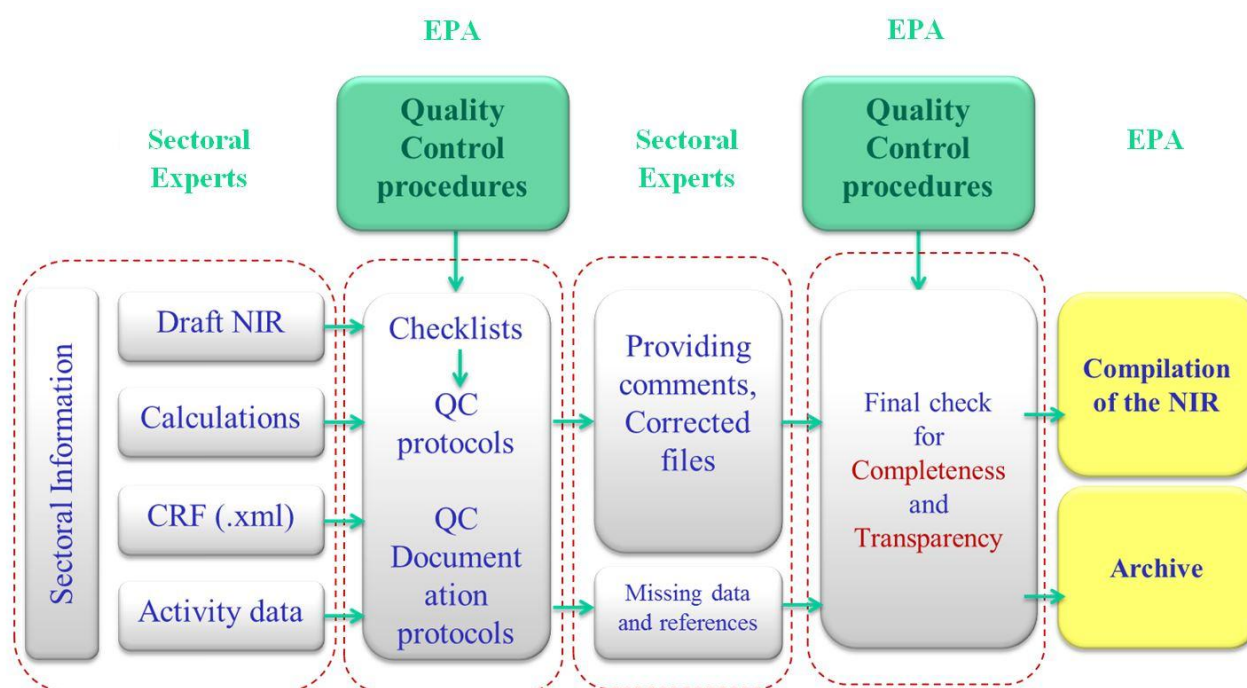 EPA
EPA
Quality
Control
procedures
Quality
Control
procedures
Sectoral
Experts
Sectoral
Experts
EPA
Sectoral Information
Draft NIR
Calculations
CRF (.xml)
Activity data
Checklists
QC
protocols
QC
Document
ation
protocols
Providing
comments,
Corrected
files
Missing data
and references
Final check
for
Completeness
and
Transparency
Compilation
of the NIR
Archive